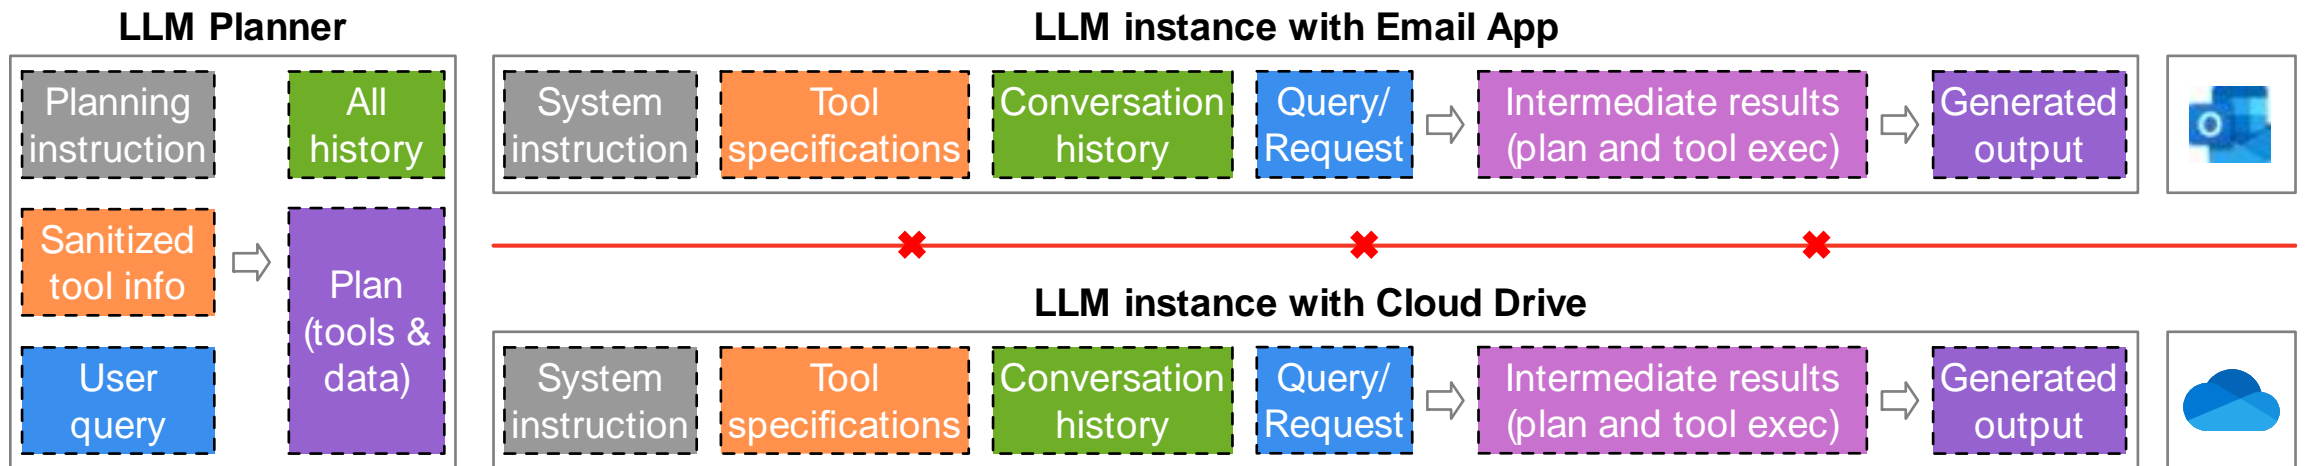 LLM Planner
Planning
instruction
All
history
Sanitized
tool info
Plan
(tools &
data)
User
query
LLM instance with Email App
System
instruction
Tool
specifications
Conversation
history
Query/
Request
Intermediate results
(plan and tool exec)
Generated
output
LLM instance with Cloud Drive
System
instruction
Tool
specifications
Conversation
history
Query/
Request
Intermediate results
(plan and tool exec)
Generated
output